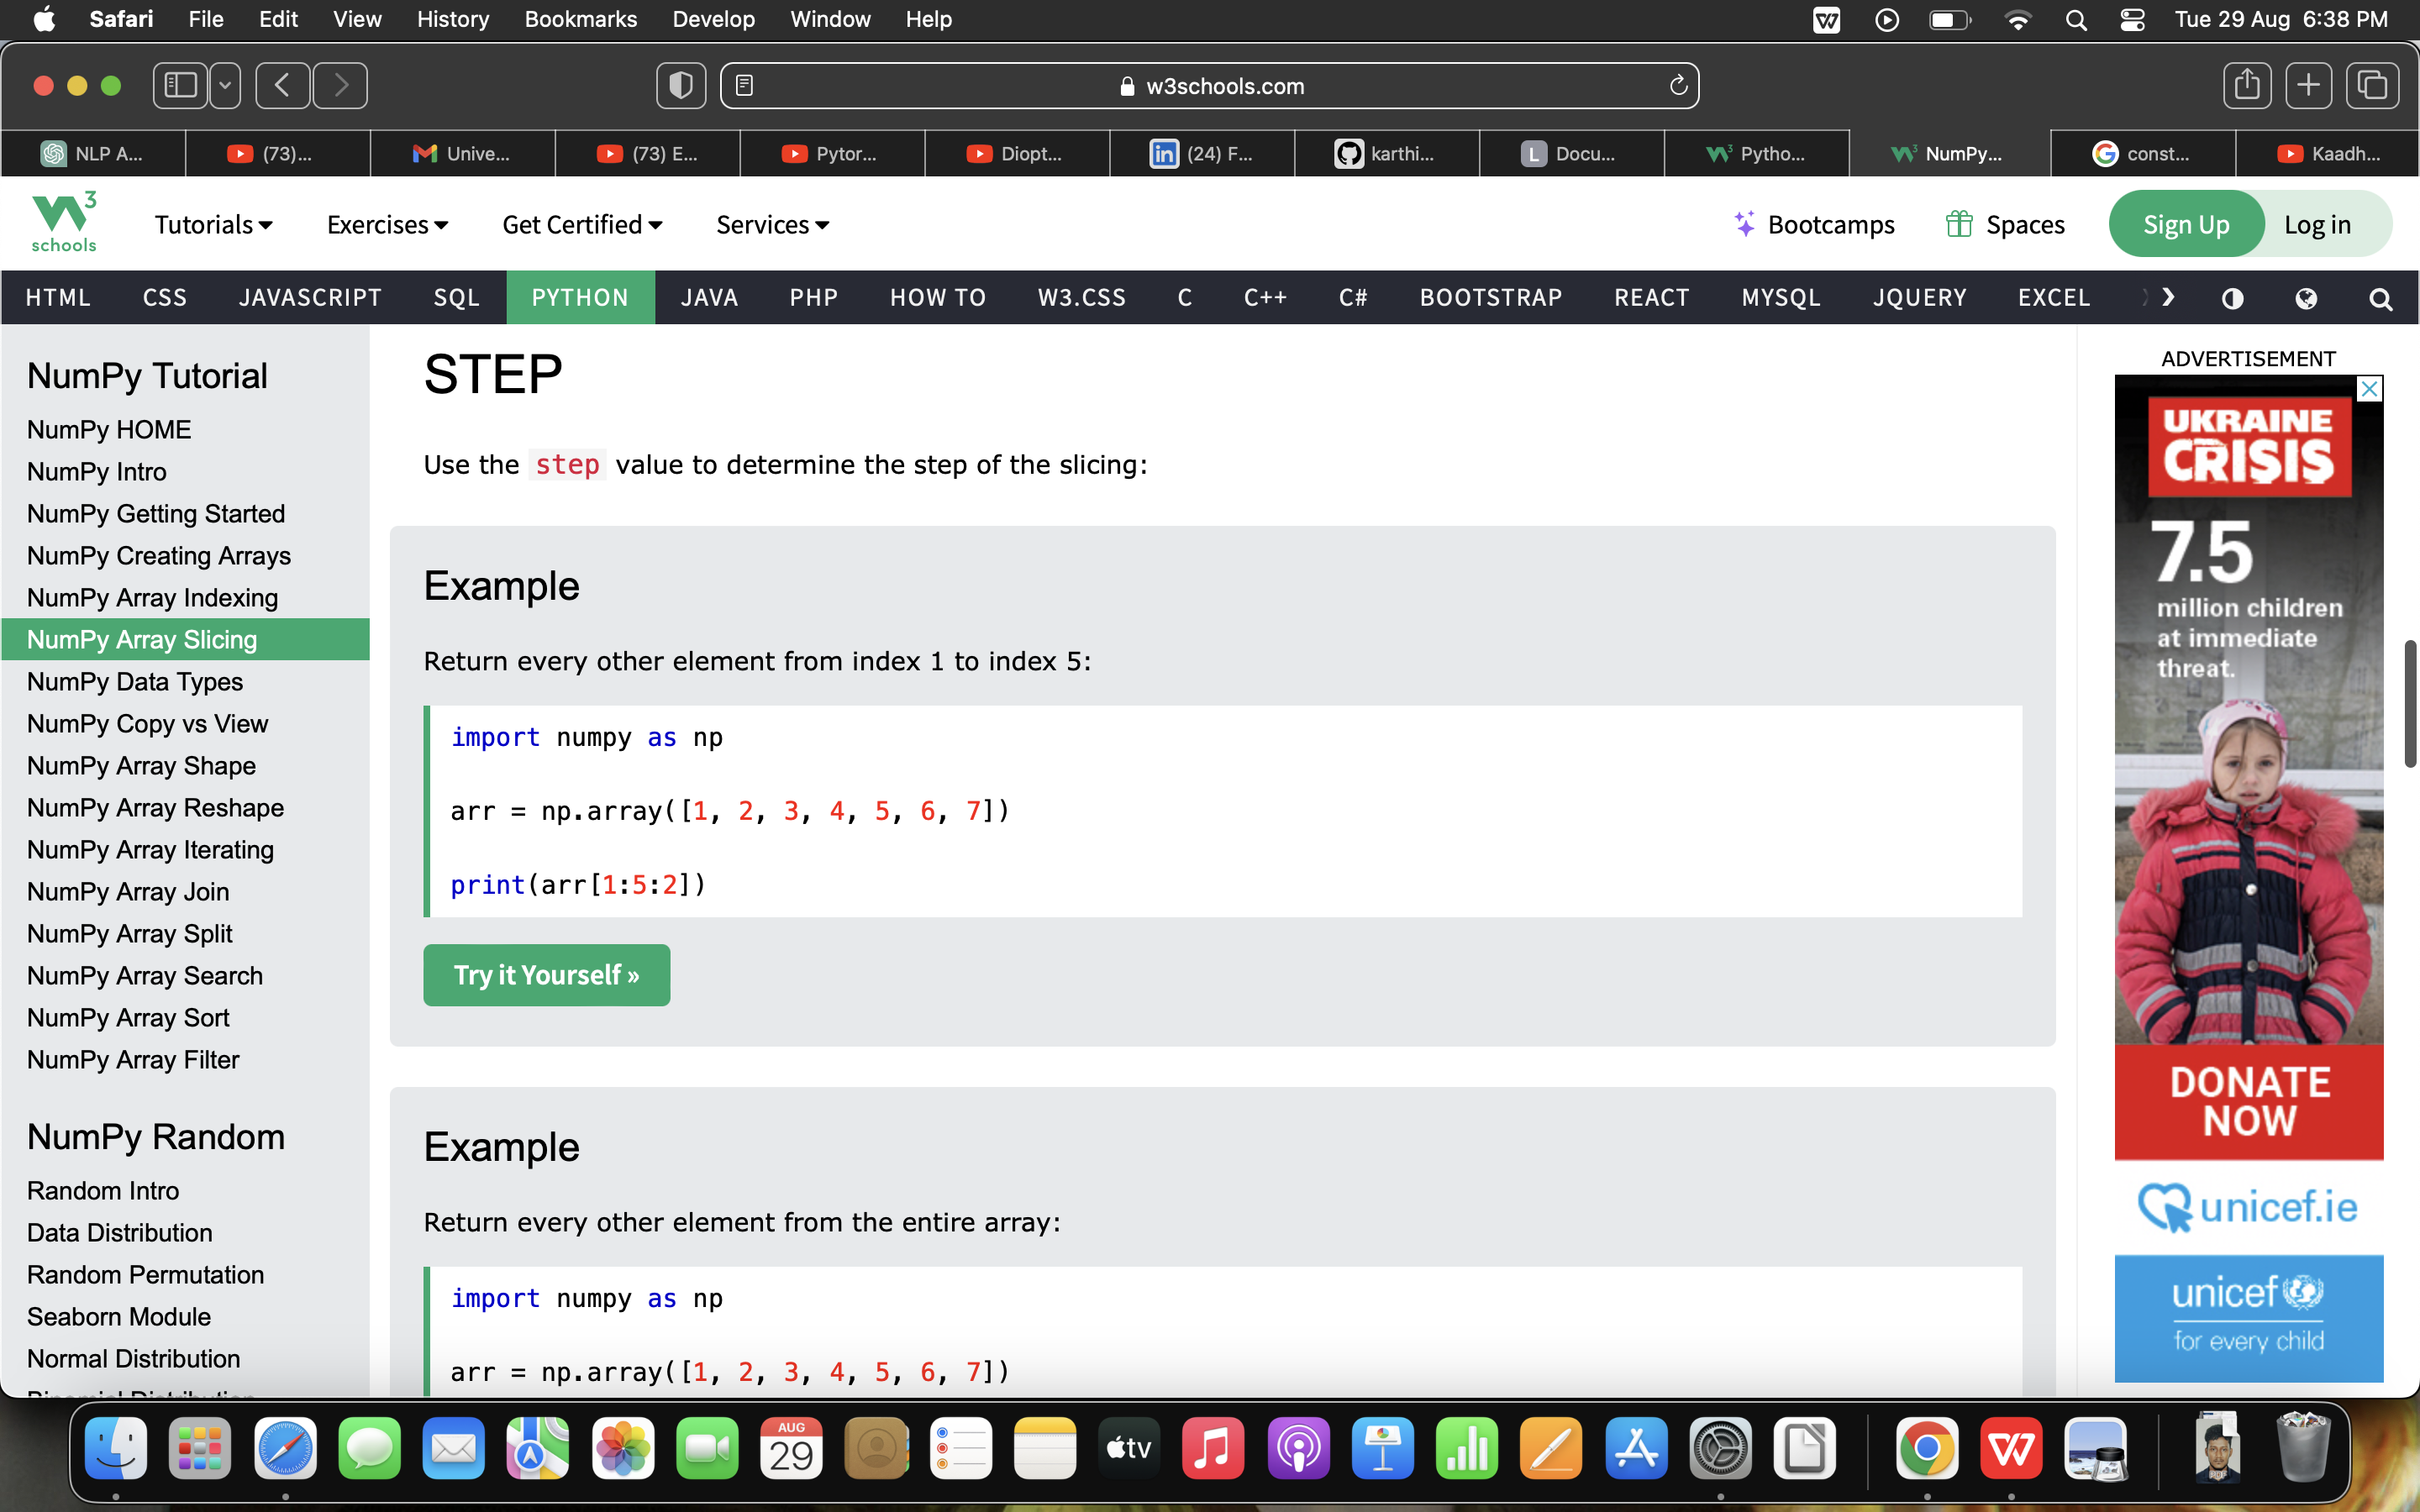 Safari File Edit View History Bookmarks Develop Window Help Tue 29 Aug 6:38 PM
w3schools.com
NLP A... (73)... Unive... (73) E... Pytor... Diopt... (24) F... karthi... Docu... Pytho... NumPy... const... Kaadh...
3
schools
Tutorials Exercises Get Certified Services Bootcamps Spaces Sign Up Log in
HTML CSS JAVASCRIPT SQL PYTHON JAVA PHP HOW TO W3.CSS C C++ C# BOOTSTRAP REACT MYSQL JQUERY EXCEL
NumPy Tutorial
NumPy HOME
NumPy Intro
NumPy Getting Started
NumPy Creating Arrays
NumPy Array Indexing
NumPy Array Slicing
NumPy Data Types
NumPy Copy vs View
NumPy Array Shape
NumPy Array Reshape
NumPy Array Iterating
NumPy Array Join
NumPy Array Split
NumPy Array Search
NumPy Array Sort
NumPy Array Filter
NumPy Random
Random Intro
Data Distribution
Random Permutation
Seaborn Module
Normal Distribution
STEP
Use the step value to determine the step of the slicing:
Example
Return every other element from index 1 to index 5:
import numpy as np
arr = np.array([1, 2, 3, 4, 5, 6, 7])
print(arr[1:5:2])
Try it Yourself »
Example
Return every other element from the entire array:
import numpy as np
arr = np.array([1, 2, 3, 4, 5, 6, 7])
ADVERTISEMENT
UKRAINE
CRISIS
7.5
million children
at immediate
threat.
DONATE
NOW
unicef.ie
unicef
for every child
AUG
29
tv